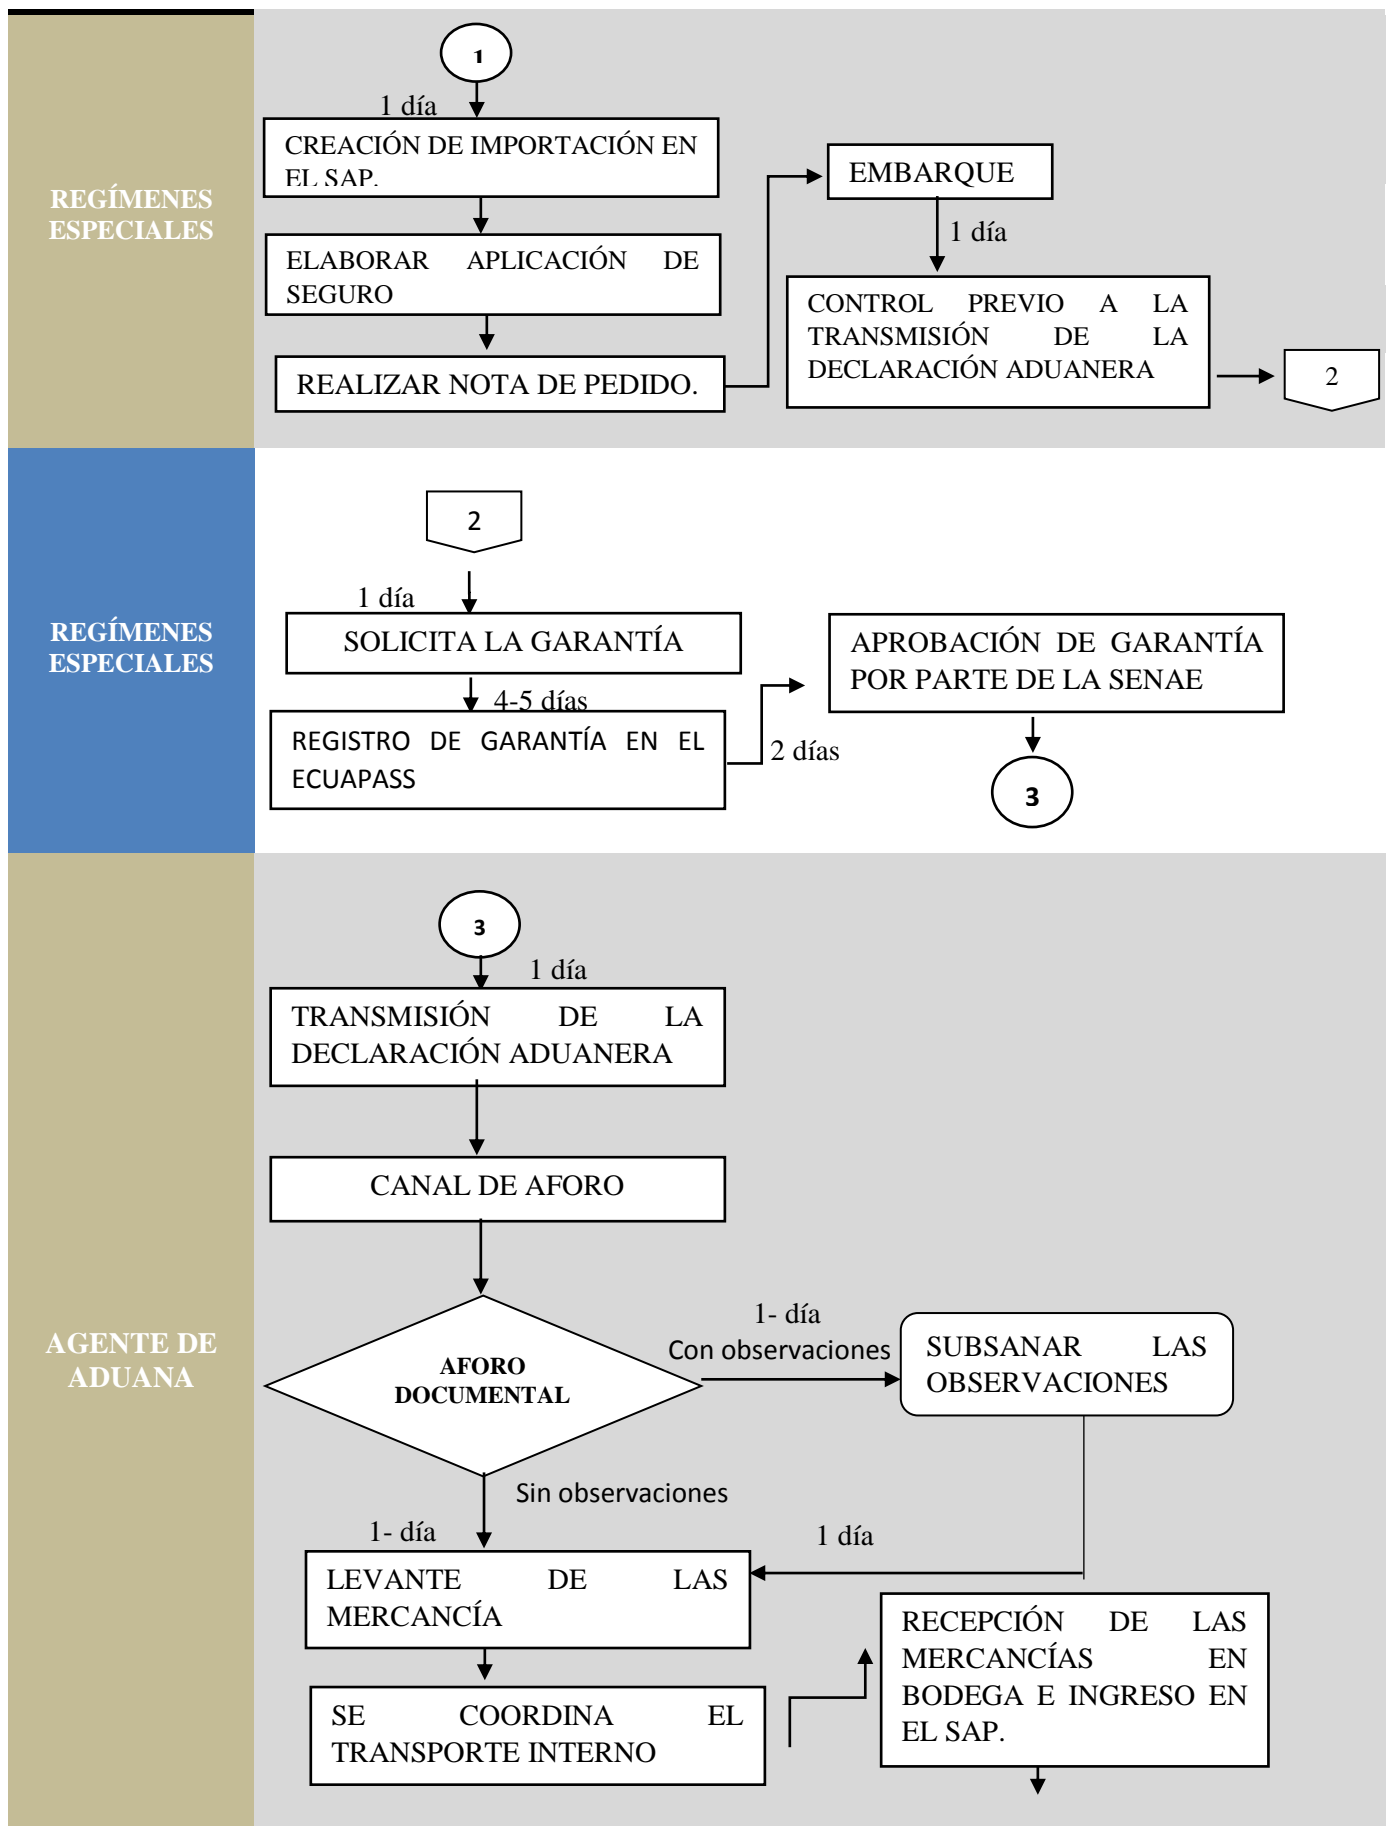 REGÍMENES
ESPECIALES
1
1 día
CREACIÓN DE IMPORTACIÓN EN
EL SAP.
ELABORAR APLICACIÓN DE
SEGURO
REALIZAR NOTA DE PEDIDO.
EMBARQUE
1 día
CONTROL PREVIO A LA
TRANSMISIÓN DE LA
DECLARACIÓN ADUANERA
2
REGÍMENES
ESPECIALES
2
1 día
SOLICITA LA GARANTÍA
4-5 días
REGISTRO DE GARANTÍA EN EL
ECUAPASS
2 días
APROBACIÓN DE GARANTÍA
POR PARTE DE LA SENAE
3
AGENTE DE
ADUANA
3
1 día
TRANSMISIÓN DE LA
DECLARACIÓN ADUANERA
CANAL DE AFORO
AFORO
DOCUMENTAL
1- día
Con observaciones
SUBSANAR LAS
OBSERVACIONES
Sin observaciones
1- día
1 día
LEVANTE DE LAS
MERCANCÍA
SE COORDINA EL
TRANSPORTE INTERNO
RECEPCIÓN DE LAS
MERCANCÍAS EN
BODEGA E INGRESO EN
EL SAP.